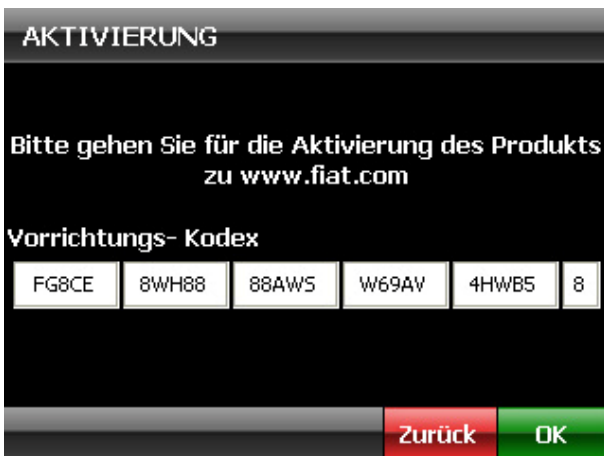 AKTIVIERUNG
Bitte gehen Sie für die Aktivierung des Produkts
zu www.fiat.com
Vorrichtungs- Kodex
FG8CE 8WH88 88AWS W69AV 4HWB5 8
Zurück OK